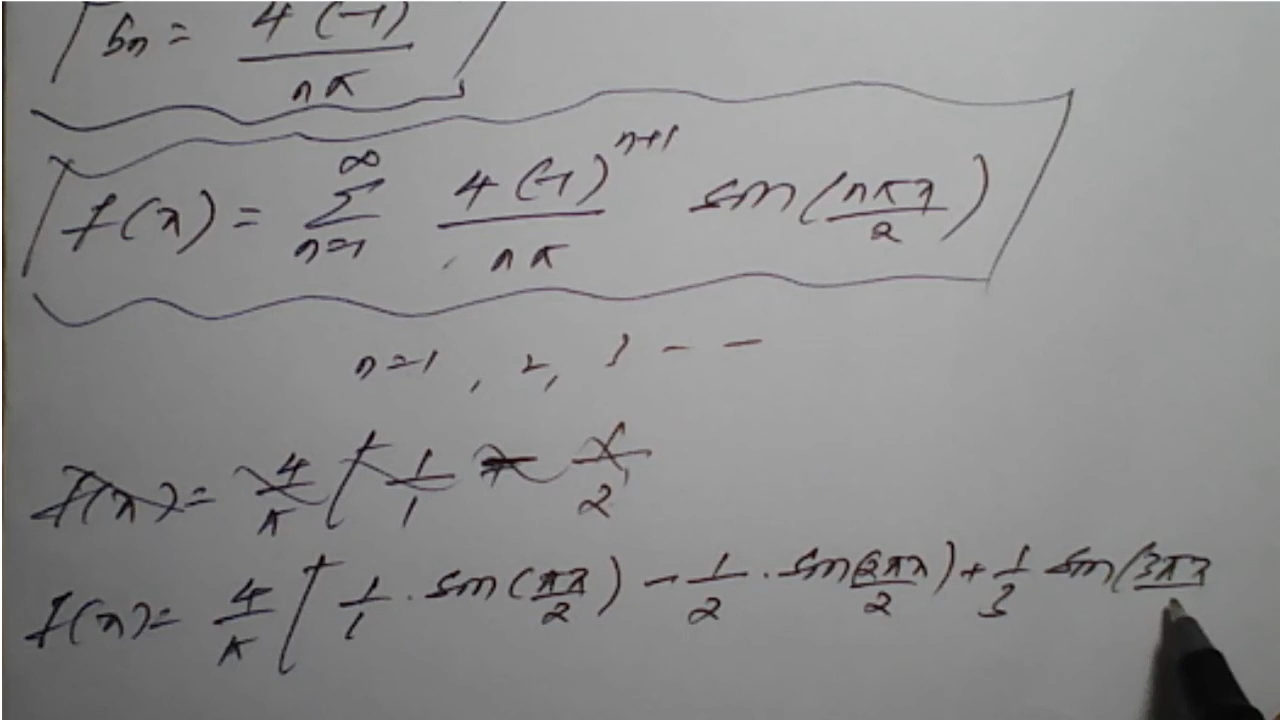 bn = 4(-1) / nπ
f(x) = ∑_{n=1}^{∞} 4(-1)^{n+1} / nπ sin(nπx/2)
n=1, 2, 3 - -
f(x) = 4/π [ 1/1 - 1/2
f(x) = 4/π [ 1/1 . sin(πx/2) - 1/2 . sin(2πx/2) + 1/3 sin(3πx